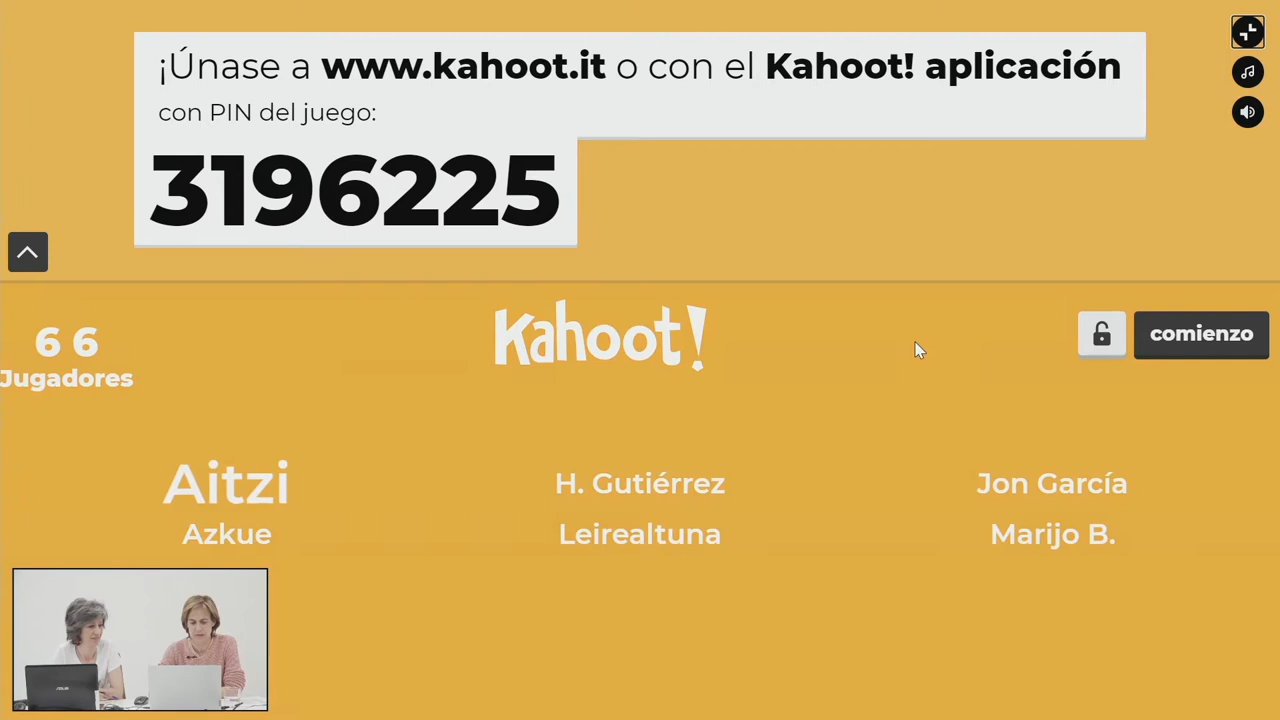 ¡Únase a www.kahoot.it o con el Kahoot! aplicación
con PIN del juego:
3196225
6 6
Jugadores
Kahoot!
comienzo
Aitzi
H. Gutiérrez
Jon García
Azkue
Leirealtuna
Marijo B.
ASUS